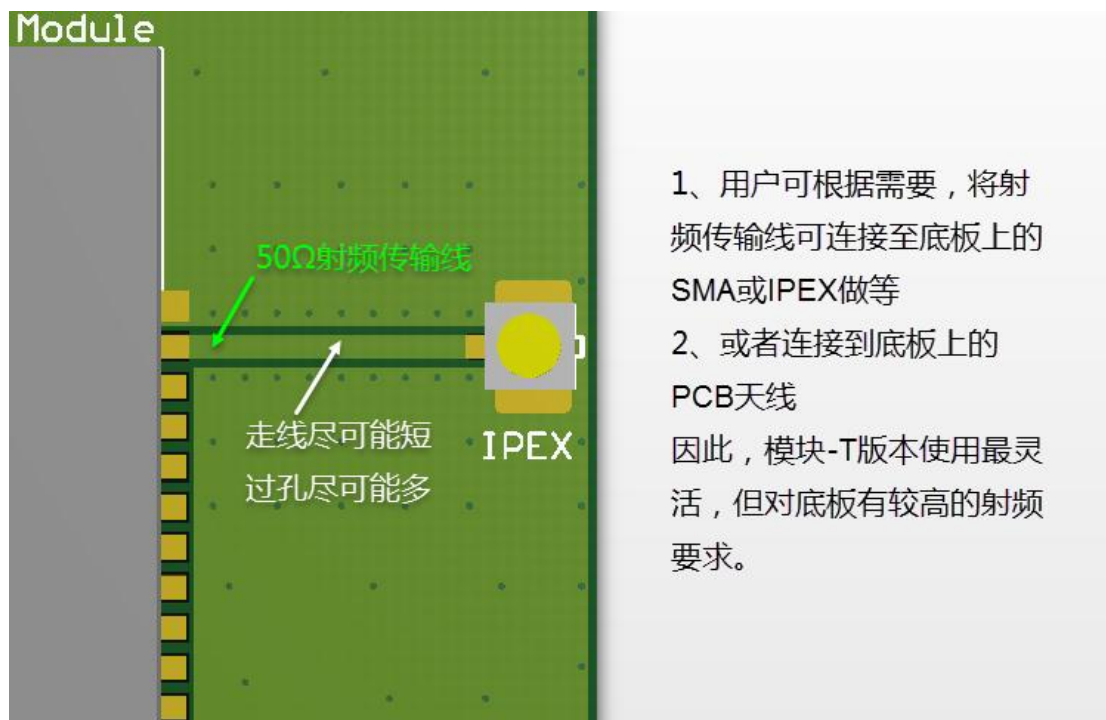 Module
50Ω射频传输线
走线尽可能短
过孔尽可能多
IPEX
1、用户可根据需要，将射
频传输线可连接至底板上的
SMA或IPEX做等
2、或者连接到底板上的
PCB天线
因此，模块-T版本使用最灵
活，但对底板有较高的射频
要求。